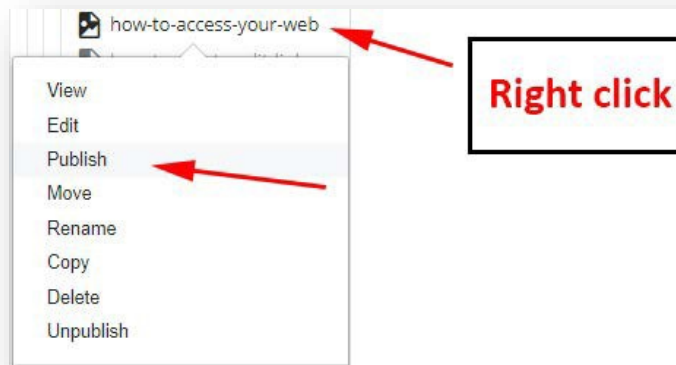 how-to-access-your-web
Right click
View
Edit
Publish
Move
Rename
Copy
Delete
Unpublish